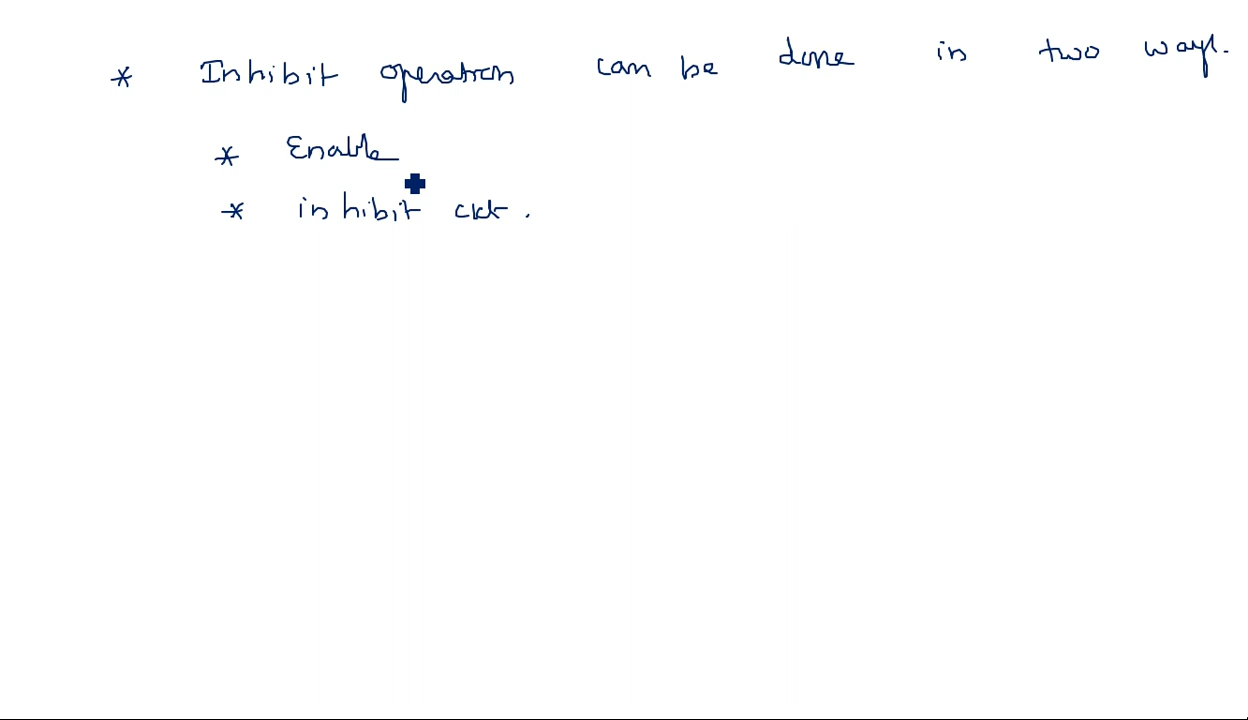 * Inhibit operation can be done in two ways.
* Enable
* inhibit ckt.